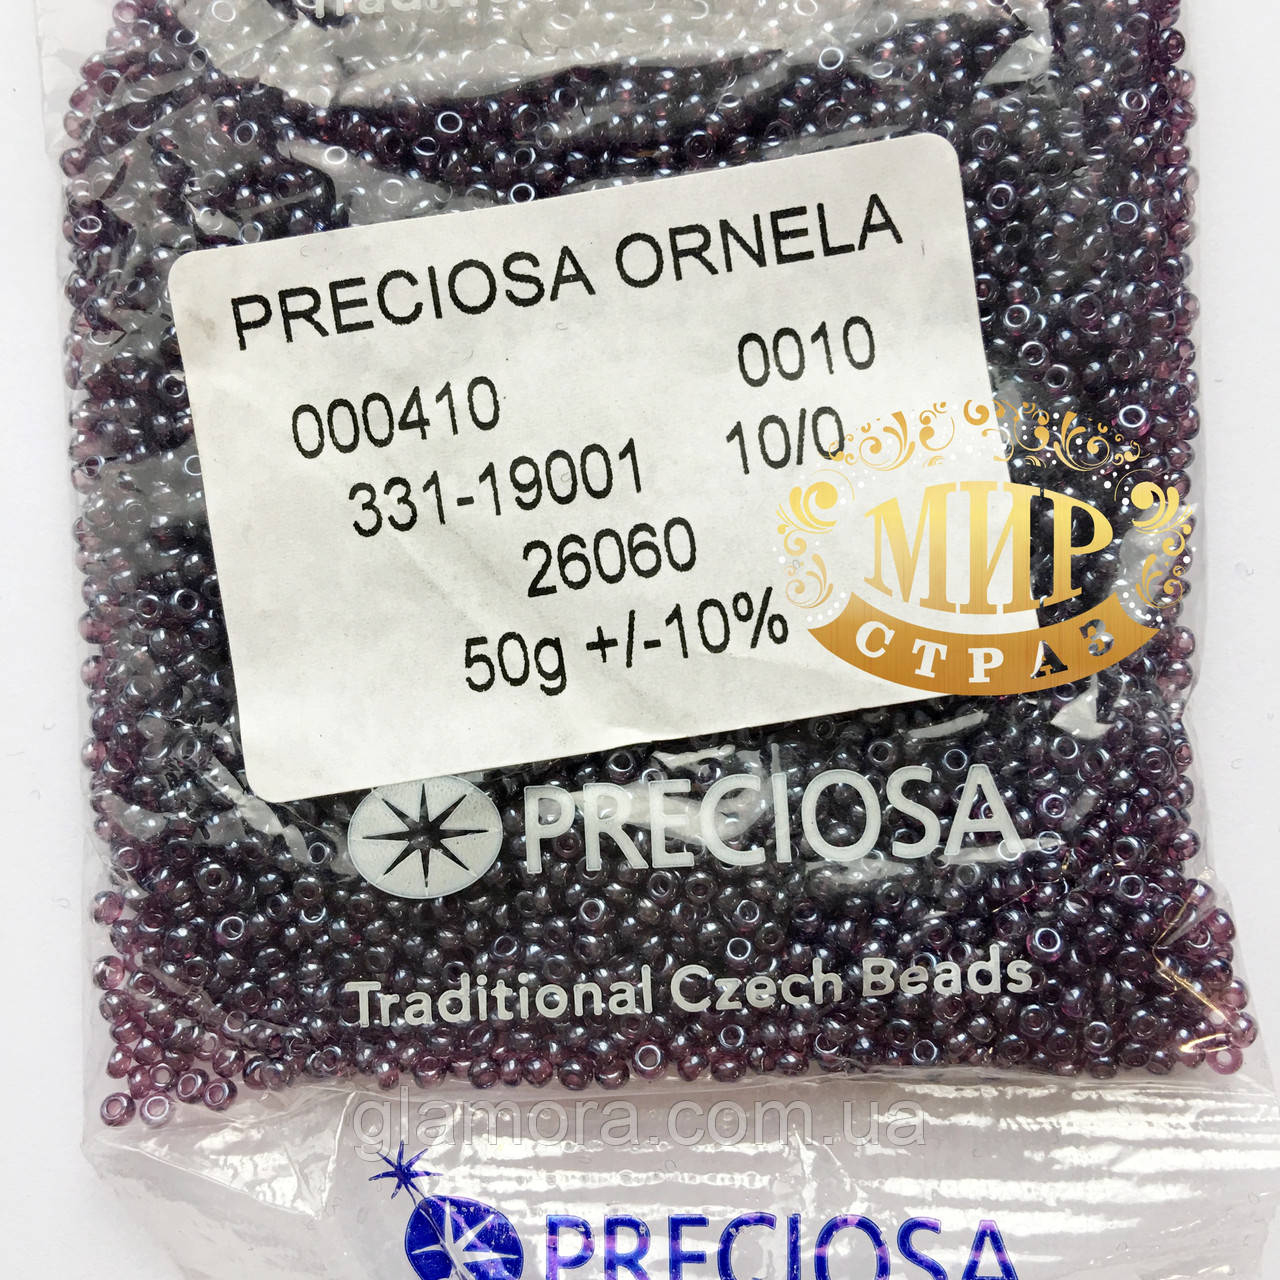 PRECIOSA ORNELA
000410 0010
331-19001 10/0
26060
50g +/-10%
МИР
СТРАЗ
PRECIOSA
Traditional Czech Beads
glamora.com.ua
PRECIOSA